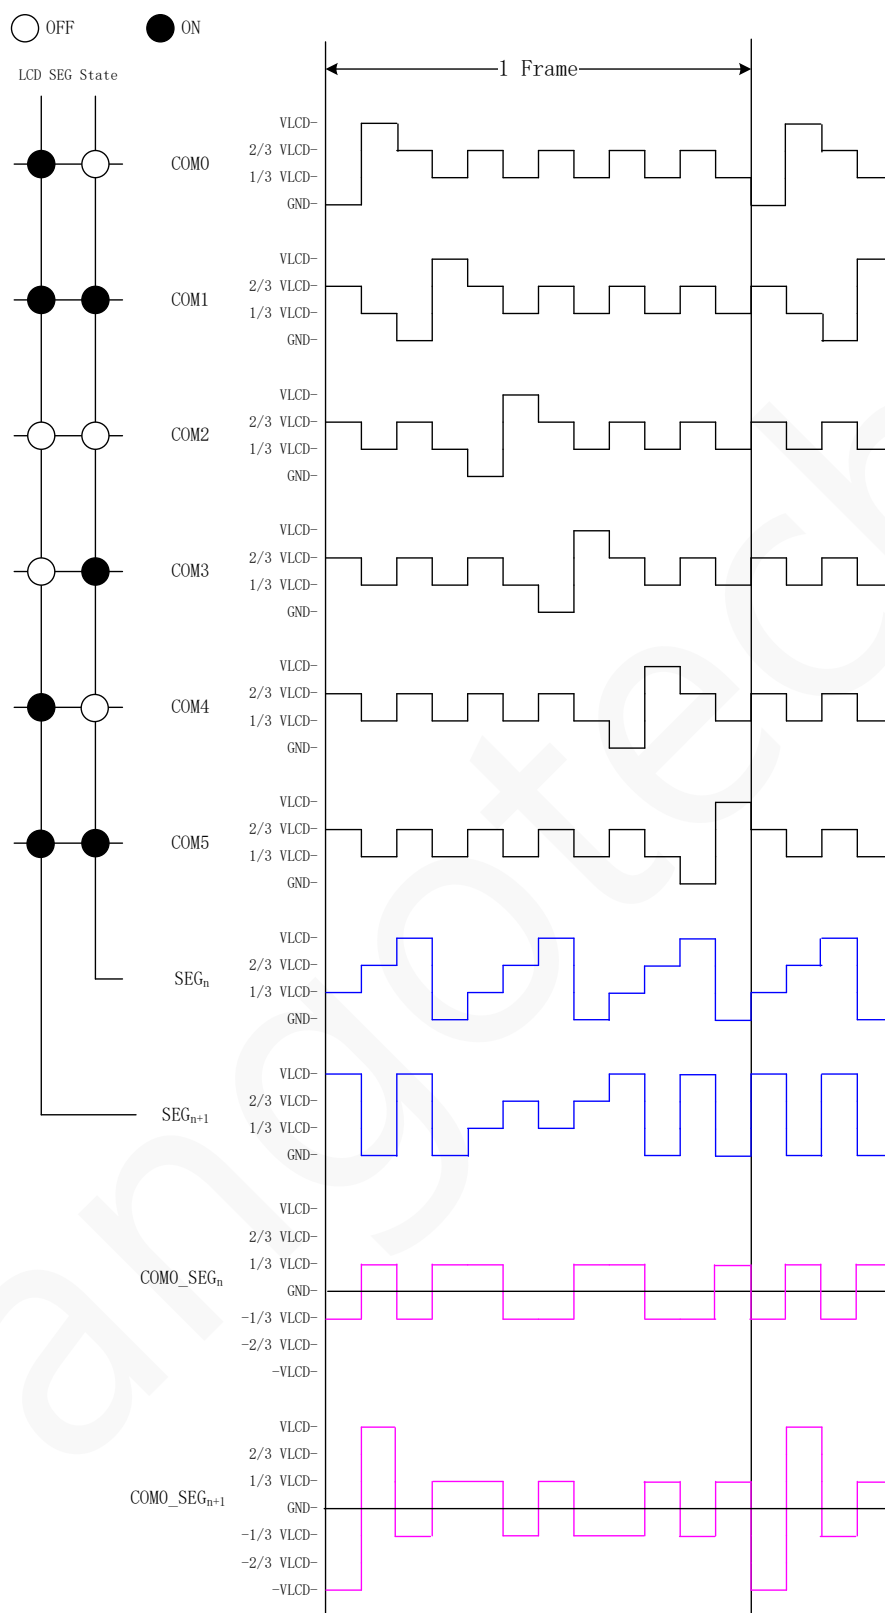 OFF
ON
LCD SEG State
1 Frame
VLCD-
2/3 VLCD-
COM0
1/3 VLCD-
GND-
VLCD-
2/3 VLCD-
COM1
1/3 VLCD-
GND-
VLCD-
2/3 VLCD-
COM2
1/3 VLCD-
GND-
VLCD-
2/3 VLCD-
COM3
1/3 VLCD-
GND-
VLCD-
2/3 VLCD-
COM4
1/3 VLCD-
GND-
VLCD-
2/3 VLCD-
COM5
1/3 VLCD-
GND-
VLCD-
2/3 VLCD-
SEGn
1/3 VLCD-
GND-
VLCD-
2/3 VLCD-
SEGn+1
1/3 VLCD-
GND-
VLCD-
2/3 VLCD-
1/3 VLCD-
COM0_SEGn
GND-
-1/3 VLCD-
-2/3 VLCD-
-VLCD-
VLCD-
2/3 VLCD-
1/3 VLCD-
COM0_SEGn+1
GND-
-1/3 VLCD-
-2/3 VLCD-
-VLCD-
angotech